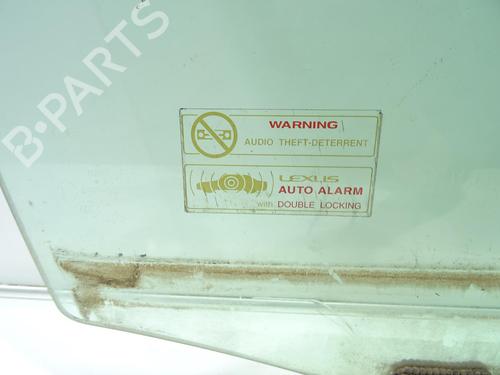 B-PARTS
WARNING
AUDIO THEFT-DETERRENT
LEXUS
AUTO ALARM
with DOUBLE LOCKING